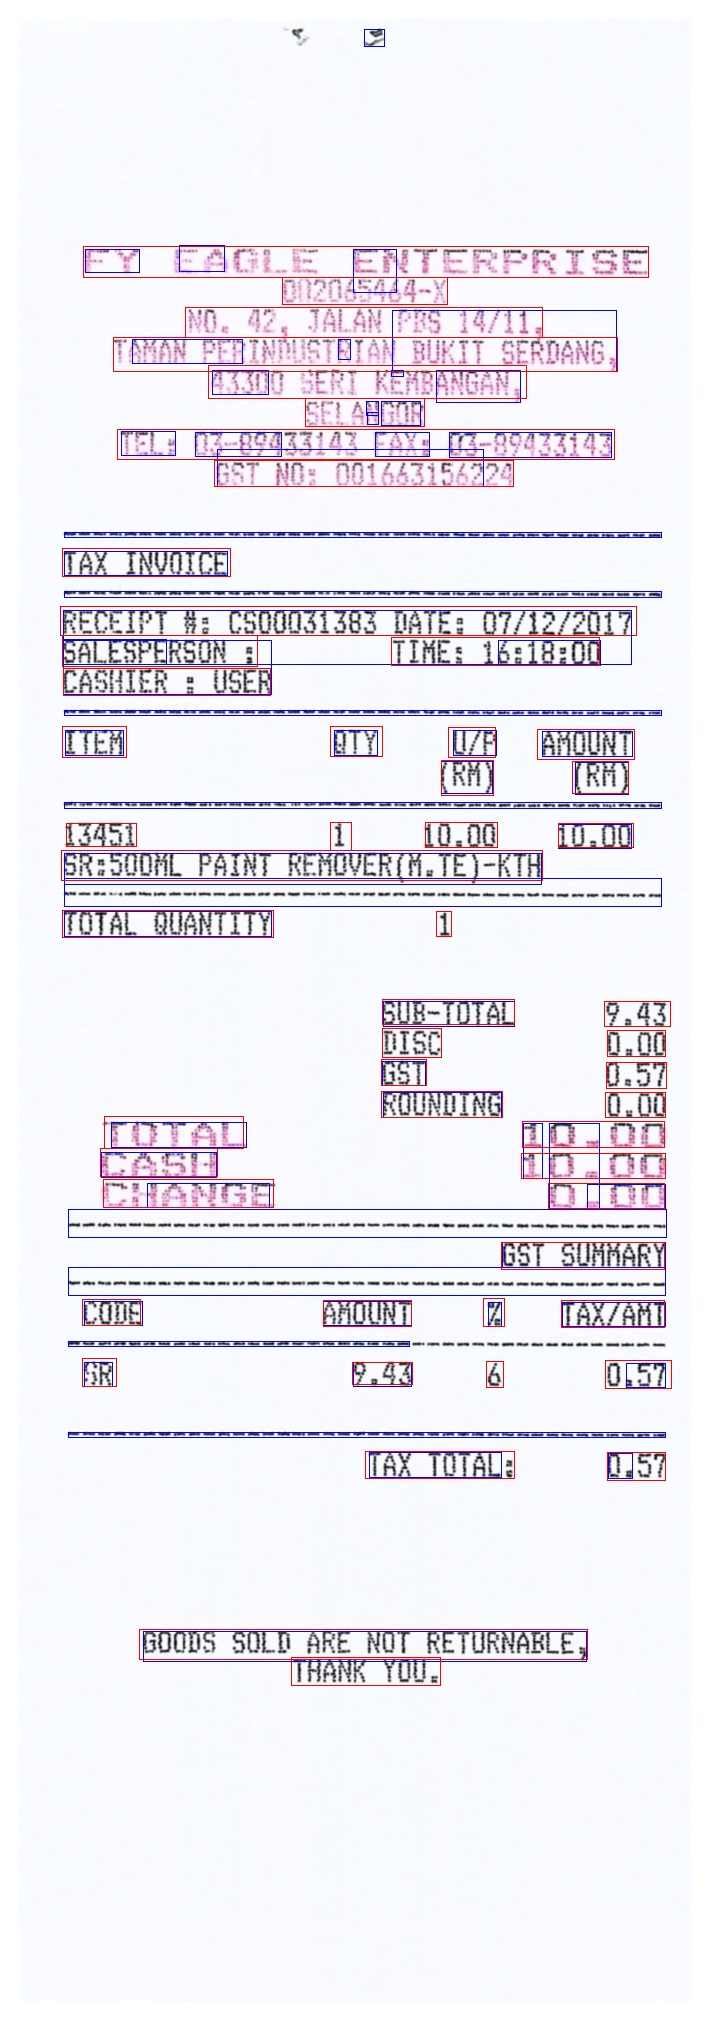 FY EAGLE ENTERPRISE
002065464-X
NO. 42, JALAN PBS 14/11,
TAMAN PERINDUSTRIAN BUKIT SERDANG,
43300 SERI KEMBANGAN,
SELANGOR
TEL: 03-89433143 FAX: 03-89433143
GST NO: 001663156224
TAX INVOICE
RECEIPT #: CS00031383 DATE: 07/12/2017
SALESPERSON : TIME: 16:18:00
CASHIER : USER
ITEM QTY U/P AMOUNT
(RM) (RM)
13451 1 10.00 10.00
SR:500ML PAINT REMOVER(M.TE)-KTH
TOTAL QUANTITY 1
SUB-TOTAL 9.43
DISC 0.00
GST 0.57
ROUNDING 0.00
TOTAL 10.00
CASH 10.00
CHANGE 0.00
GST SUMMARY
CODE AMOUNT % TAX/AMT
SR 9.43 6 0.57
TAX TOTAL: 0.57
GOODS SOLD ARE NOT RETURNABLE,
THANK YOU.